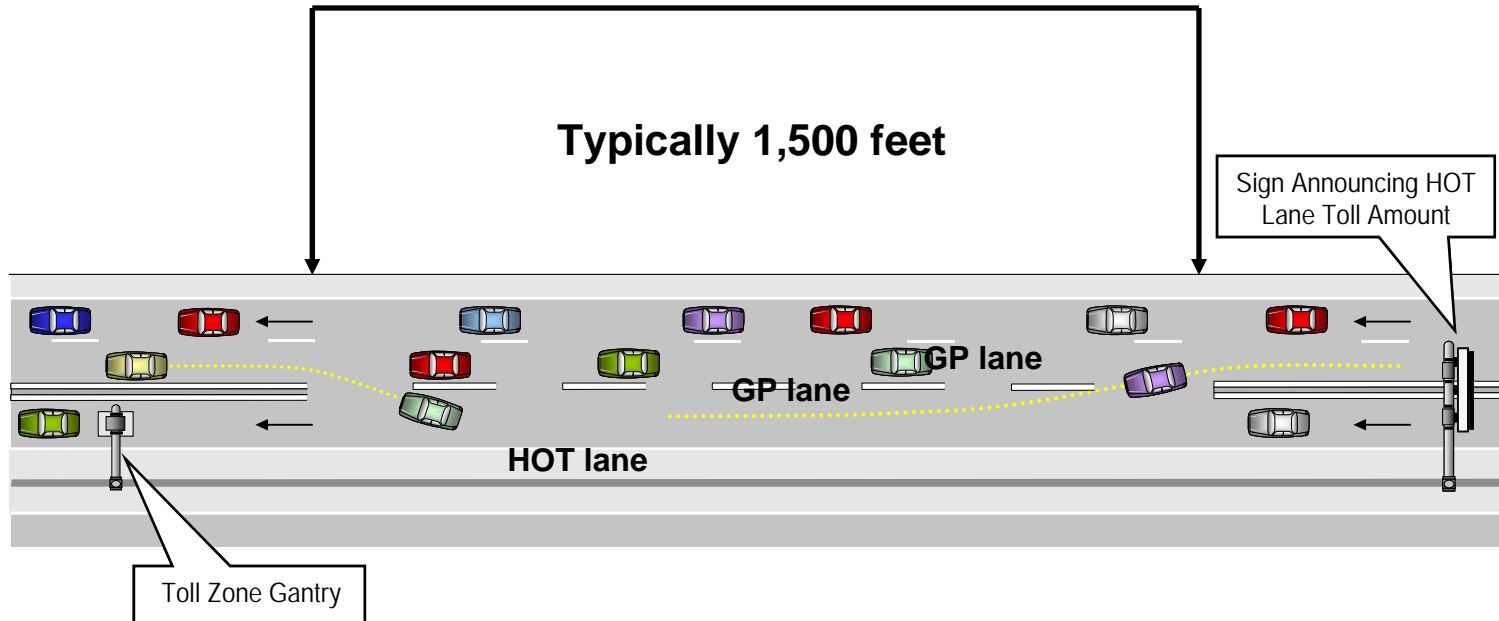 Typically 1,500 feet
Sign Announcing HOT
Lane Toll Amount
GP lane
GP lane
HOT lane
Toll Zone Gantry